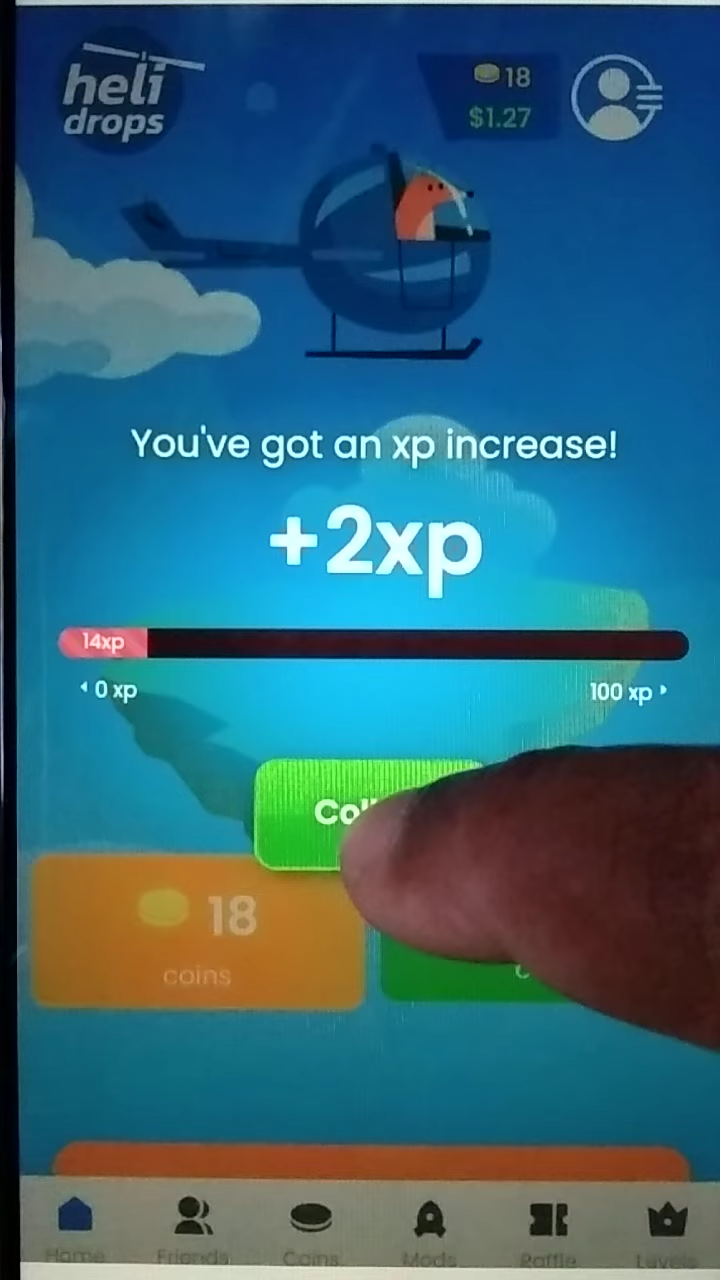 heli
drops
18
$1.27
You've got an xp increase!
+2xp
14xp
0 xp
100 xp
18
coins
Home
Friends
Coins
Mods
Raffle
Levels